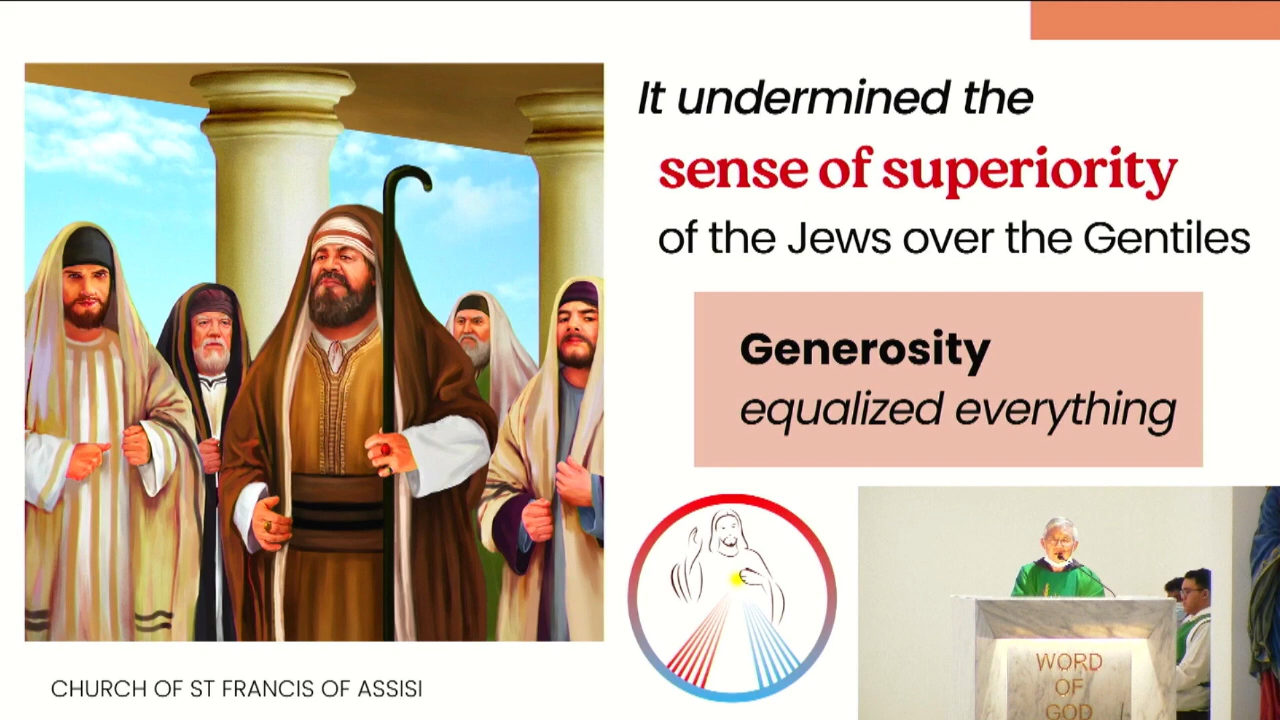 It undermined the
sense of superiority
of the Jews over the Gentiles
Generosity
equalized everything
WORD
OF
GOD
CHURCH OF ST FRANCIS OF ASSISI